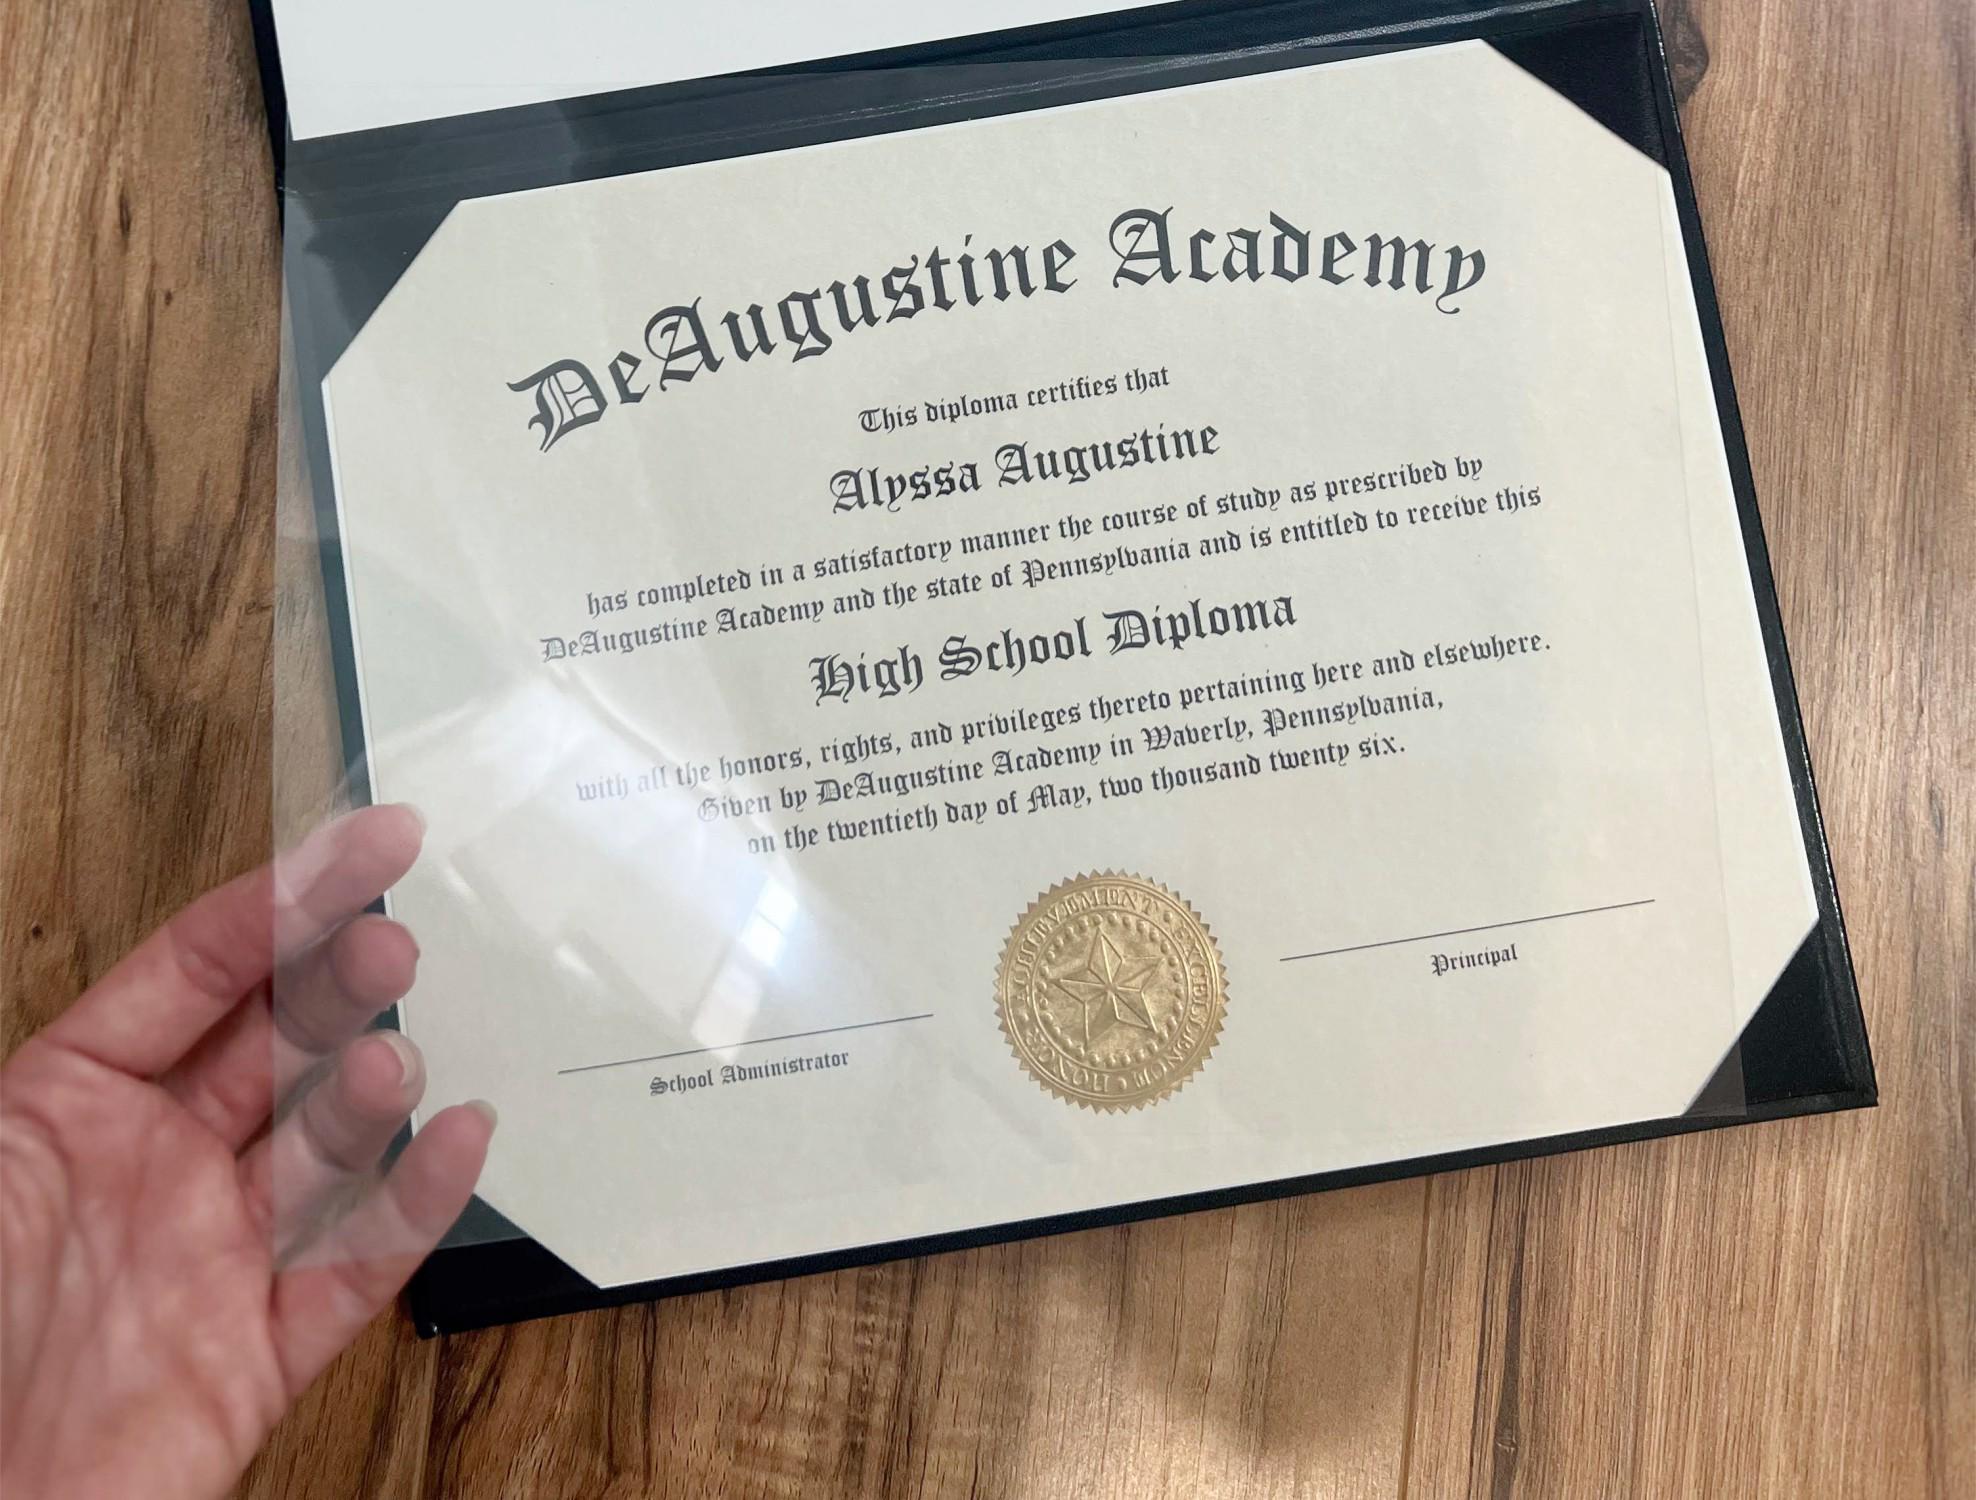 DeAugustine Academy
This diploma certifies that
Alyssa Augustine
has completed in a satisfactory manner the course of study as prescribed by
DeAugustine Academy and the state of Pennsylvania and is entitled to receive this
High School Diploma
with all the honors, rights, and privileges thereto pertaining here and elsewhere.
Given by DeAugustine Academy in Waverly, Pennsylvania,
on the twentieth day of May, two thousand twenty six.
School Administrator
ACHIEVEMENT • EXCELLENCE • HONOR •
Principal